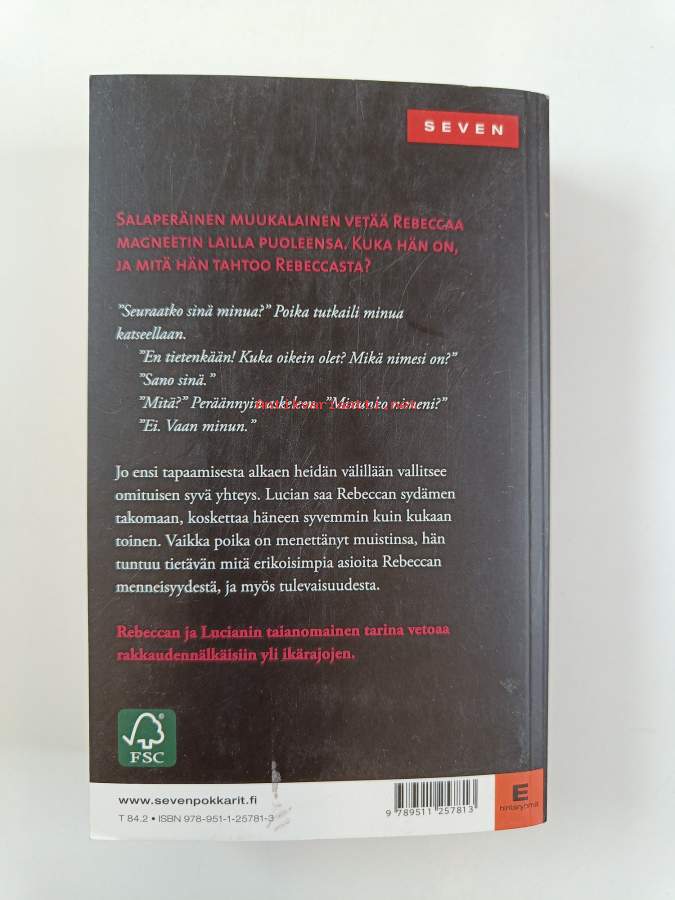 SEVEN
SALAPERÄINEN MUUKALAINEN VETÄÄ REBECCAA
MAGNEETIN LAILLA PUOLEENSA. KUKA HÄN ON,
JA MITÄ HÄN TAHTOO REBECCASTA?
”Seuraatko sinä minua?” Poika tutkaili minua
katseellaan.
”En tietenkään! Kuka oikein olet? Mikä nimesi on?”
”Sano sinä.”
”Mitä?” Peräännyin askeleen. ”Minunko nimeni?”
”Ei. Vaan minun.”
Jo ensi tapaamisesta alkaen heidän välillään vallitsee
omituisen syvä yhteys. Lucian saa Rebeccan sydämen
takomaan, koskettaa häneen syvemmin kuin kukaan
toinen. Vaikka poika on menettänyt muistinsa, hän
tuntuu tietävän mitä erikoisimpia asioita Rebeccan
menneisyydestä, ja myös tulevaisuudesta.
Rebeccan ja Lucianin taianomainen tarina vetoaa
rakkaudennälkäisiin yli ikärajojen.
FSC
www.sevenpokkarit.fi
T 84.2 • ISBN 978-951-1-25781-3
9 789511 257813
E
hintaryhmä